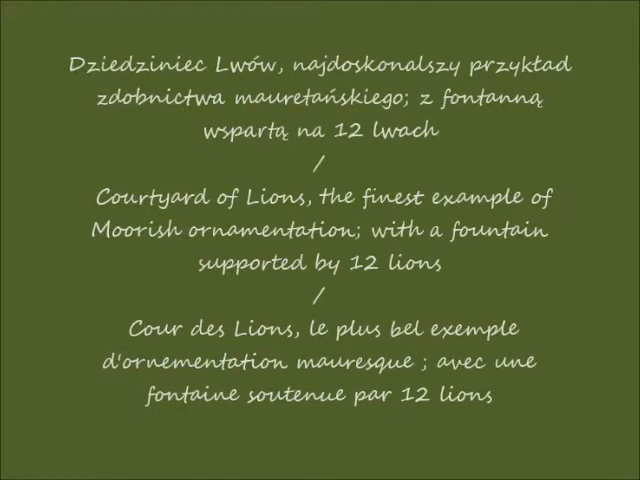 Dziedziniec Lwów, najdoskonalszy przykład
zdobnictwa mauretańskiego; z fontanną
wspartą na 12 lwach
/
Courtyard of Lions, the finest example of
Moorish ornamentation; with a fountain
supported by 12 lions
/
Cour des Lions, le plus bel exemple
d'ornementation mauresque ; avec une
fontaine soutenue par 12 lions